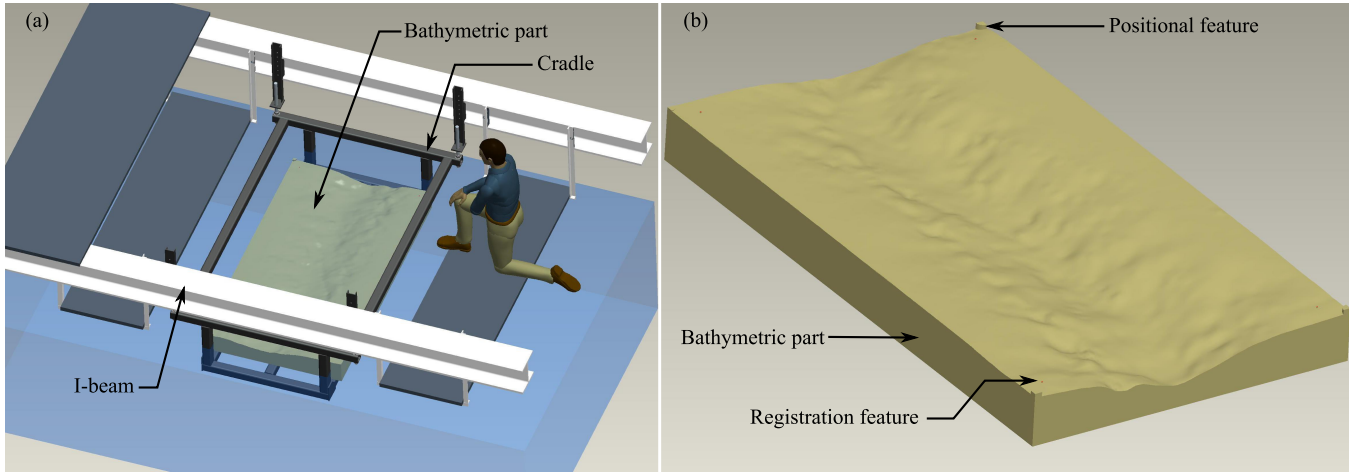 (a)
Bathymetric part
Cradle
I-beam
(b)
Positional feature
Bathymetric part
Registration feature